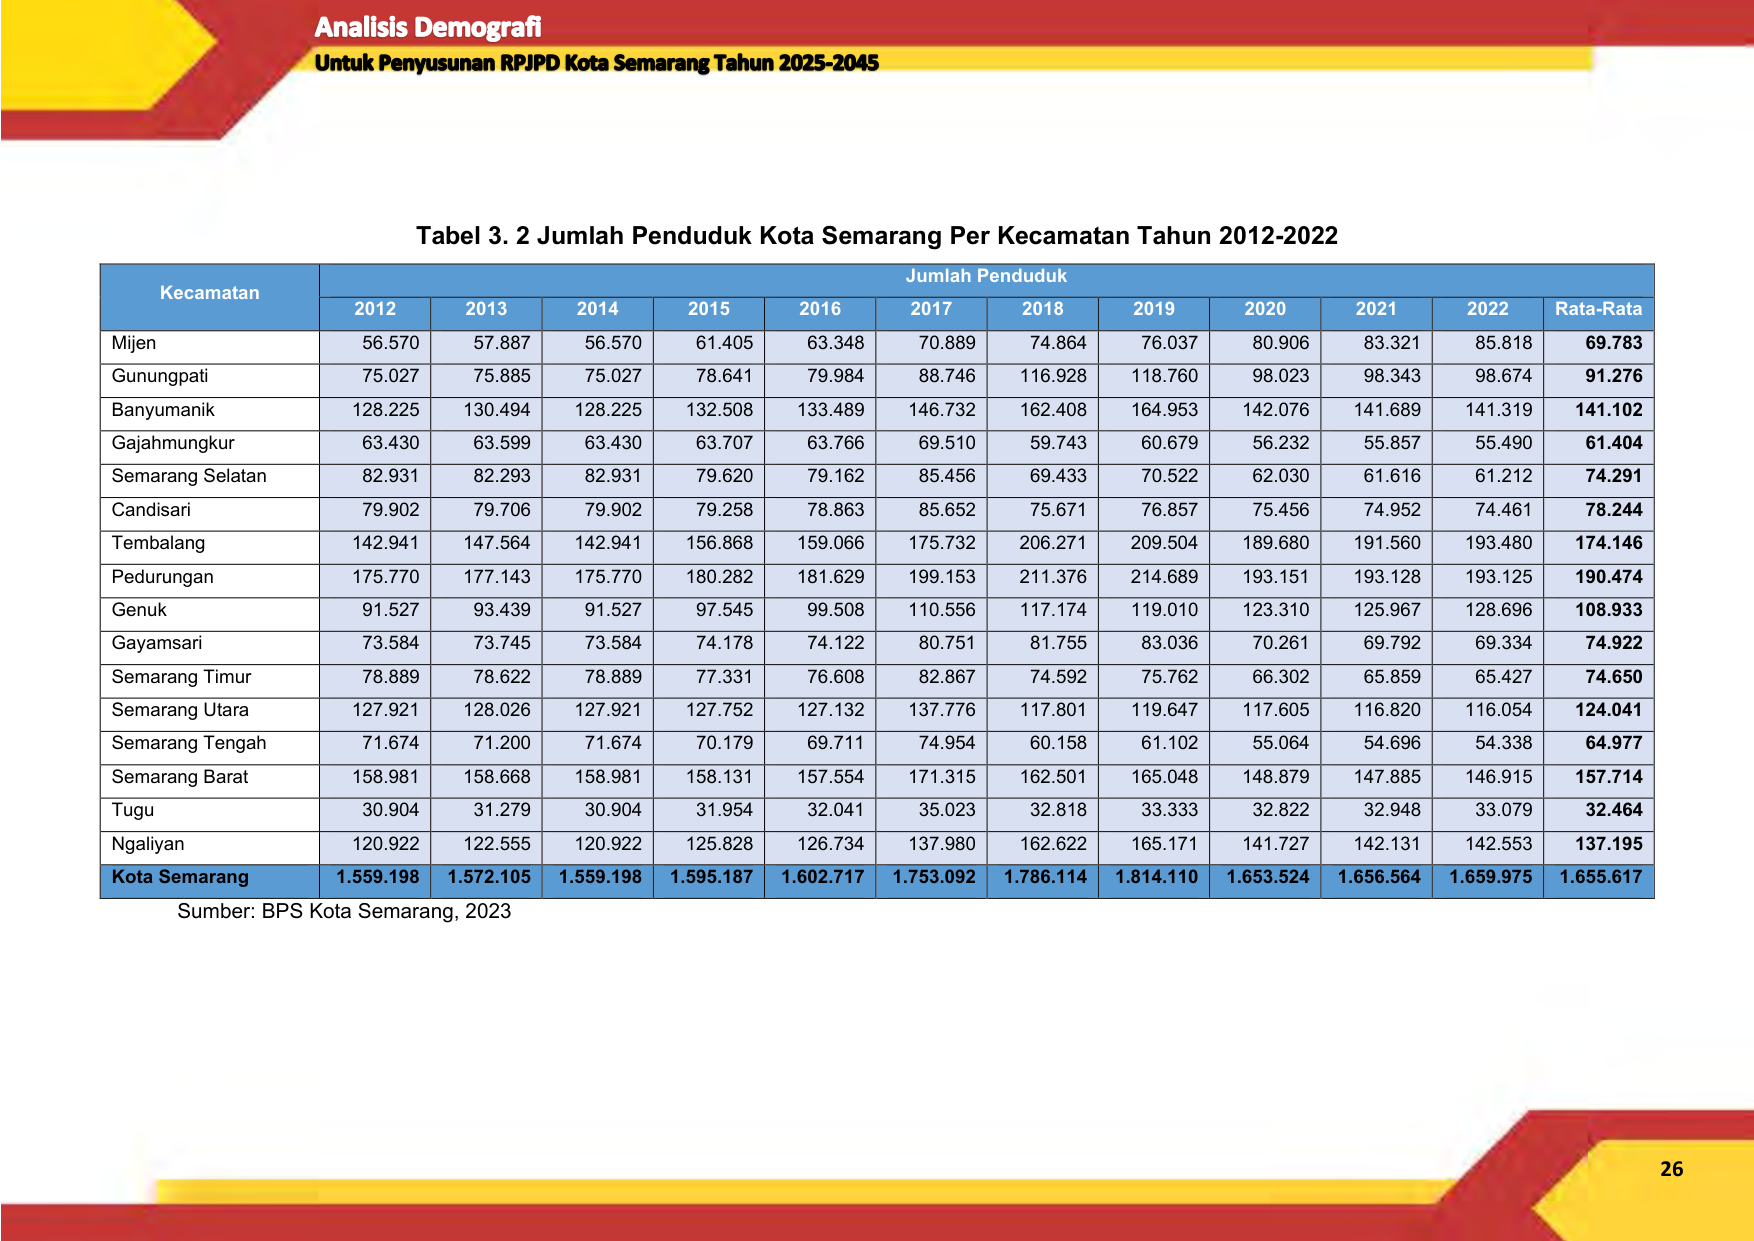 Analisis Demografi
Untuk Penyusunan RPJPD Kota Semarang Tahun 2025-2045
Tabel 3. 2 Jumlah Penduduk Kota Semarang Per Kecamatan Tahun 2012-2022
Kecamatan Jumlah Penduduk
2012 2013 2014 2015 2016 2017 2018 2019 2020 2021 2022 Rata-Rata
Mijen 56.570 57.887 56.570 61.405 63.348 70.889 74.864 76.037 80.906 83.321 85.818 69.783
Gunungpati 75.027 75.885 75.027 78.641 79.984 88.746 116.928 118.760 98.023 98.343 98.674 91.276
Banyumanik 128.225 130.494 128.225 132.508 133.489 146.732 162.408 164.953 142.076 141.689 141.319 141.102
Gajahmungkur 63.430 63.599 63.430 63.707 63.766 69.510 59.743 60.679 56.232 55.857 55.490 61.404
Semarang Selatan 82.931 82.293 82.931 79.620 79.162 85.456 69.433 70.522 62.030 61.616 61.212 74.291
Candisari 79.902 79.706 79.902 79.258 78.863 85.652 75.671 76.857 75.456 74.952 74.461 78.244
Tembalang 142.941 147.564 142.941 156.868 159.066 175.732 206.271 209.504 189.680 191.560 193.480 174.146
Pedurungan 175.770 177.143 175.770 180.282 181.629 199.153 211.376 214.689 193.151 193.128 193.125 190.474
Genuk 91.527 93.439 91.527 97.545 99.508 110.556 117.174 119.010 123.310 125.967 128.696 108.933
Gayamsari 73.584 73.745 73.584 74.178 74.122 80.751 81.755 83.036 70.261 69.792 69.334 74.922
Semarang Timur 78.889 78.622 78.889 77.331 76.608 82.867 74.592 75.762 66.302 65.859 65.427 74.650
Semarang Utara 127.921 128.026 127.921 127.752 127.132 137.776 117.801 119.647 117.605 116.820 116.054 124.041
Semarang Tengah 71.674 71.200 71.674 70.179 69.711 74.954 60.158 61.102 55.064 54.696 54.338 64.977
Semarang Barat 158.981 158.668 158.981 158.131 157.554 171.315 162.501 165.048 148.879 147.885 146.915 157.714
Tugu 30.904 31.279 30.904 31.954 32.041 35.023 32.818 33.333 32.822 32.948 33.079 32.464
Ngaliyan 120.922 122.555 120.922 125.828 126.734 137.980 162.622 165.171 141.727 142.131 142.553 137.195
Kota Semarang 1.559.198 1.572.105 1.559.198 1.595.187 1.602.717 1.753.092 1.786.114 1.814.110 1.653.524 1.656.564 1.659.975 1.655.617
Sumber: BPS Kota Semarang, 2023
26